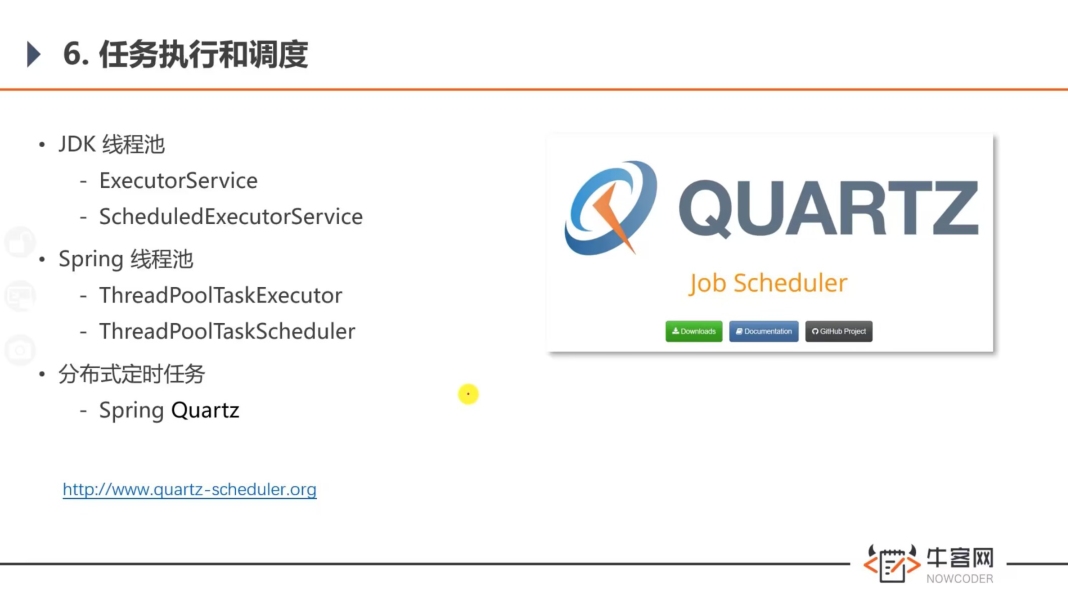 6. 任务执行和调度
• JDK 线程池
- ExecutorService
- ScheduledExecutorService
• Spring 线程池
- ThreadPoolTaskExecutor
- ThreadPoolTaskScheduler
• 分布式定时任务
- Spring Quartz
http://www.quartz-scheduler.org
QUARTZ
Job Scheduler
Downloads
Documentation
GitHub Project
牛客网
NOWCODER